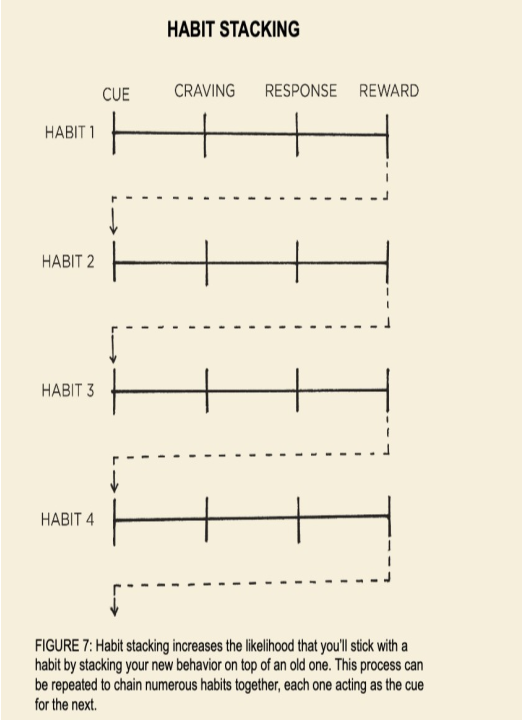 HABIT STACKING
CUE CRAVING RESPONSE REWARD
HABIT 1
HABIT 2
HABIT 3
HABIT 4
FIGURE 7: Habit stacking increases the likelihood that you'll stick with a
habit by stacking your new behavior on top of an old one. This process can
be repeated to chain numerous habits together, each one acting as the cue
for the next.